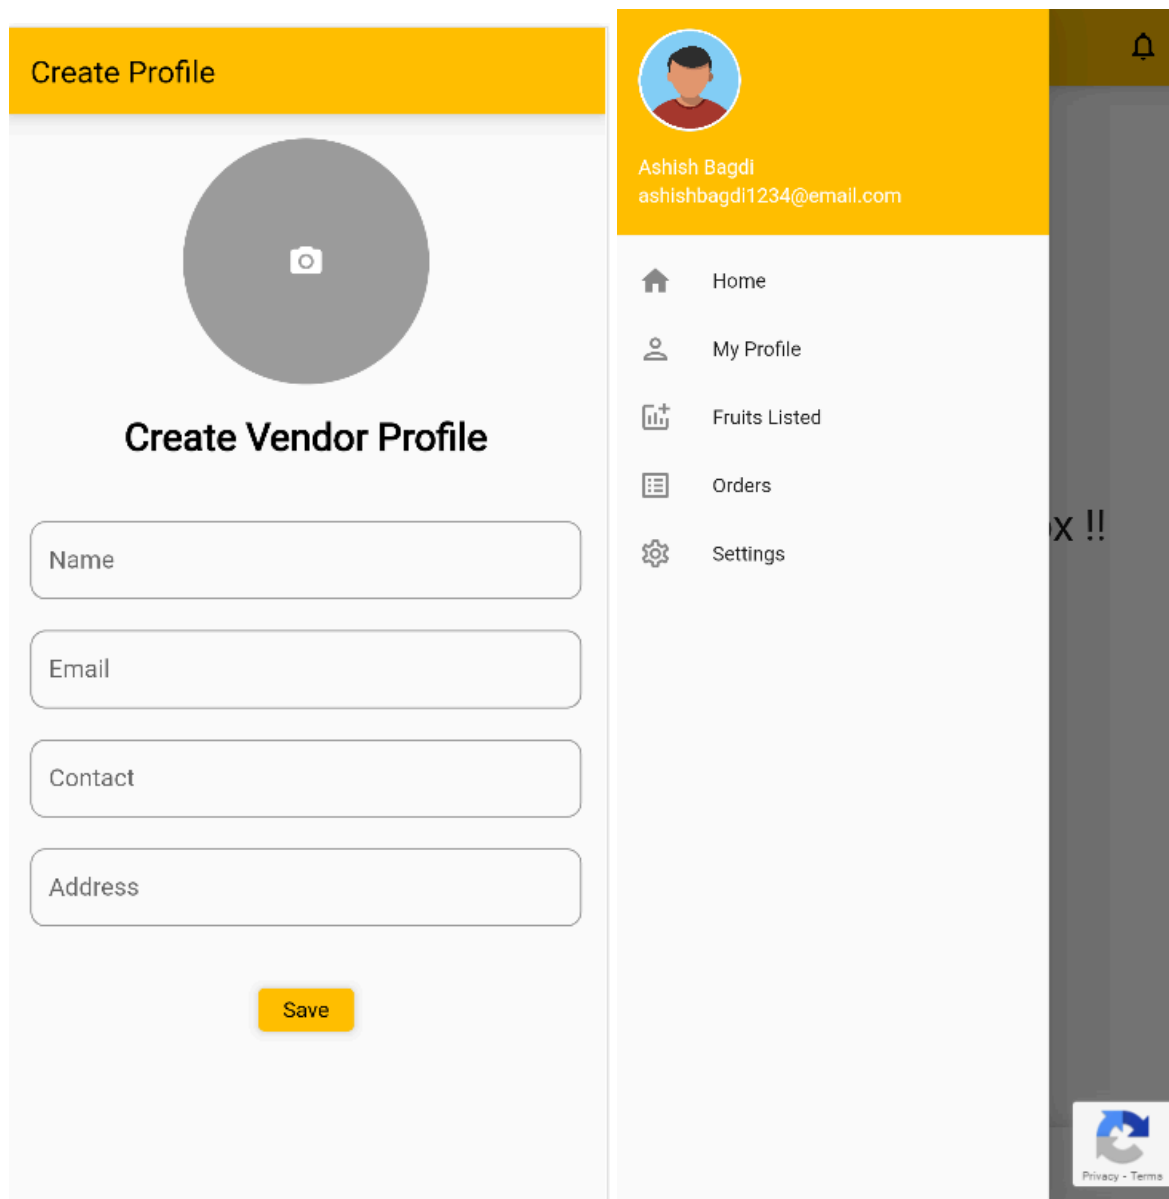 Create Profile
Create Vendor Profile
Name
Email
Contact
Address
Save
Ashish Bagdi
ashishbagdi1234@email.com
Home
My Profile
Fruits Listed
Orders
Settings
x !!
Privacy - Terms